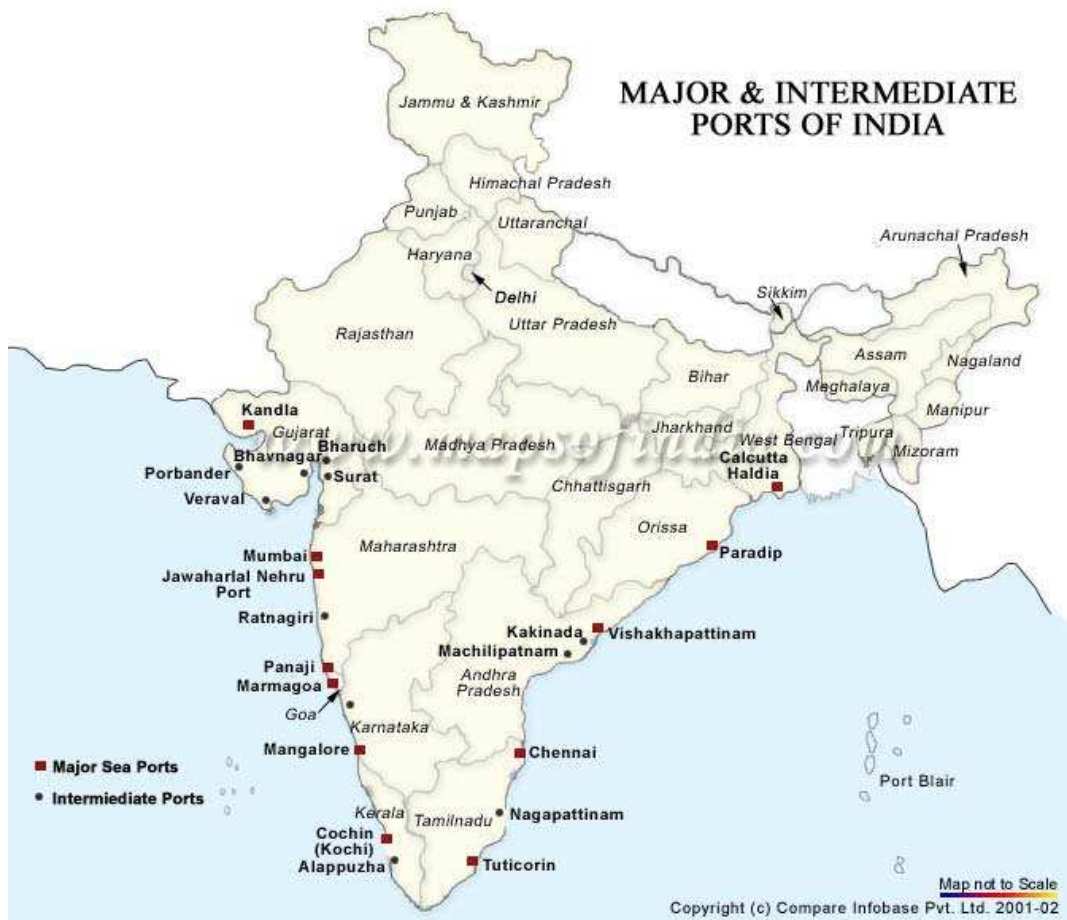 MAJOR & INTERMEDIATE
PORTS OF INDIA
Jammu & Kashmir
Himachal Pradesh
Punjab
Uttaranchal
Haryana
Delhi
Arunachal Pradesh
Sikkim
Rajasthan
Uttar Pradesh
Bihar
Assam
Nagaland
Meghalaya
Manipur
Kandla
Gujarat
Jharkhand
West Bengal
Tripura
Mizoram
www.mapsofindia.com
Madhya Pradesh
Bharuch
Bhavnagar
Porbander
Surat
Veraval
Calcutta
Haldia
Chhattisgarh
Orissa
Maharashtra
Mumbai
Jawaharlal Nehru
Port
Paradip
Ratnagiri
Kakinada
Vishakhapattinam
Machilipatnam
Panaji
Marmagoa
Andhra
Pradesh
Goa
Karnataka
Mangalore
Chennai
Major Sea Ports
Intermiediate Ports
Port Blair
Kerala
Tamilnadu
Nagapattinam
Cochin
(Kochi)
Alappuzha
Tuticorin
Map not to Scale
Copyright (c) Compare Infobase Pvt. Ltd. 2001-02